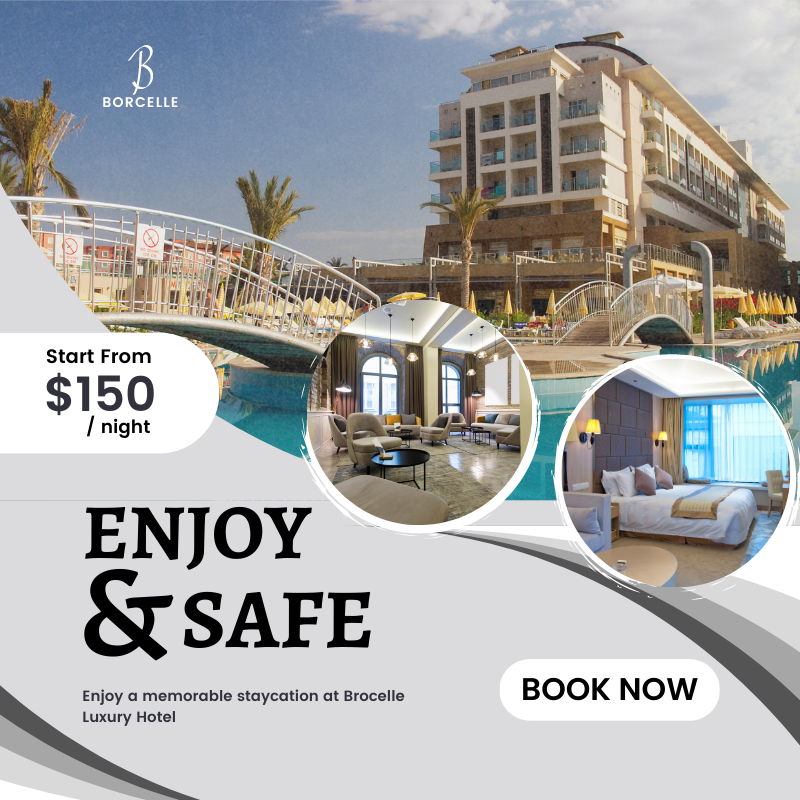 B
BORCELLE
Start From
$150
/ night
ENJOY
& SAFE
Enjoy a memorable staycation at Brocelle
Luxury Hotel
BOOK NOW